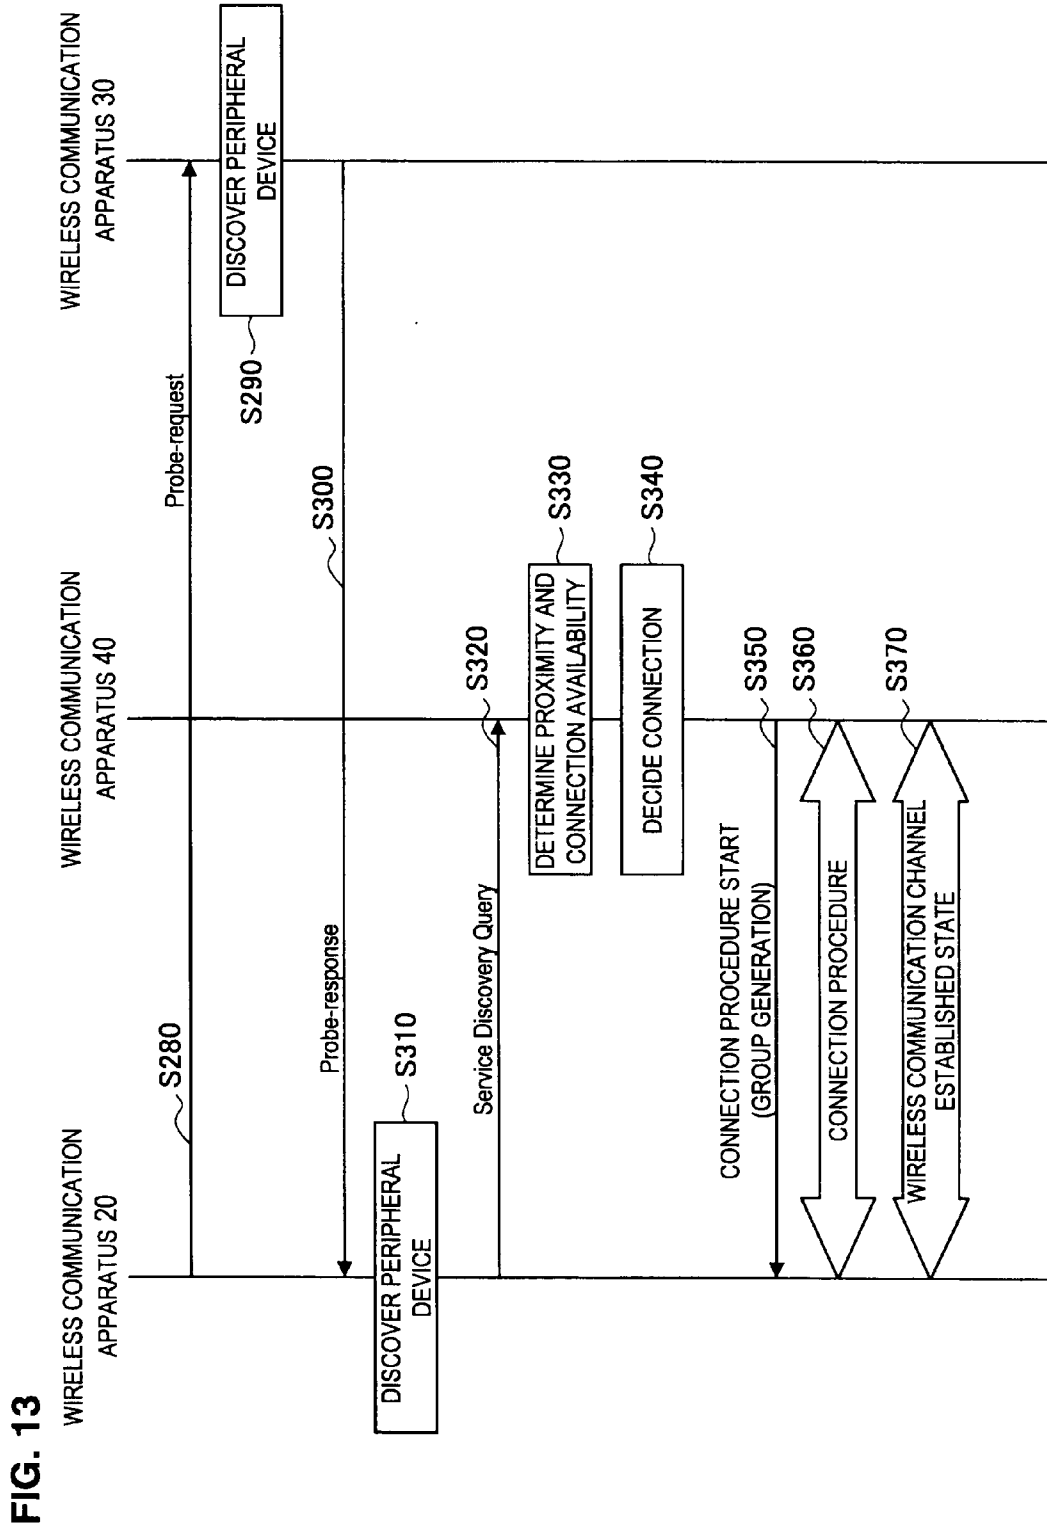 FIG. 13
WIRELESS COMMUNICATION
APPARATUS 20
WIRELESS COMMUNICATION
APPARATUS 40
WIRELESS COMMUNICATION
APPARATUS 30
S280
Probe-request
S290
DISCOVER PERIPHERAL
DEVICE
Probe-response
S300
DISCOVER PERIPHERAL
DEVICE
S310
Service Discovery Query
S320
DETERMINE PROXIMITY AND
CONNECTION AVAILABILITY
S330
DECIDE CONNECTION
S340
CONNECTION PROCEDURE START
(GROUP GENERATION)
S350
CONNECTION PROCEDURE
S360
WIRELESS COMMUNICATION CHANNEL
ESTABLISHED STATE
S370